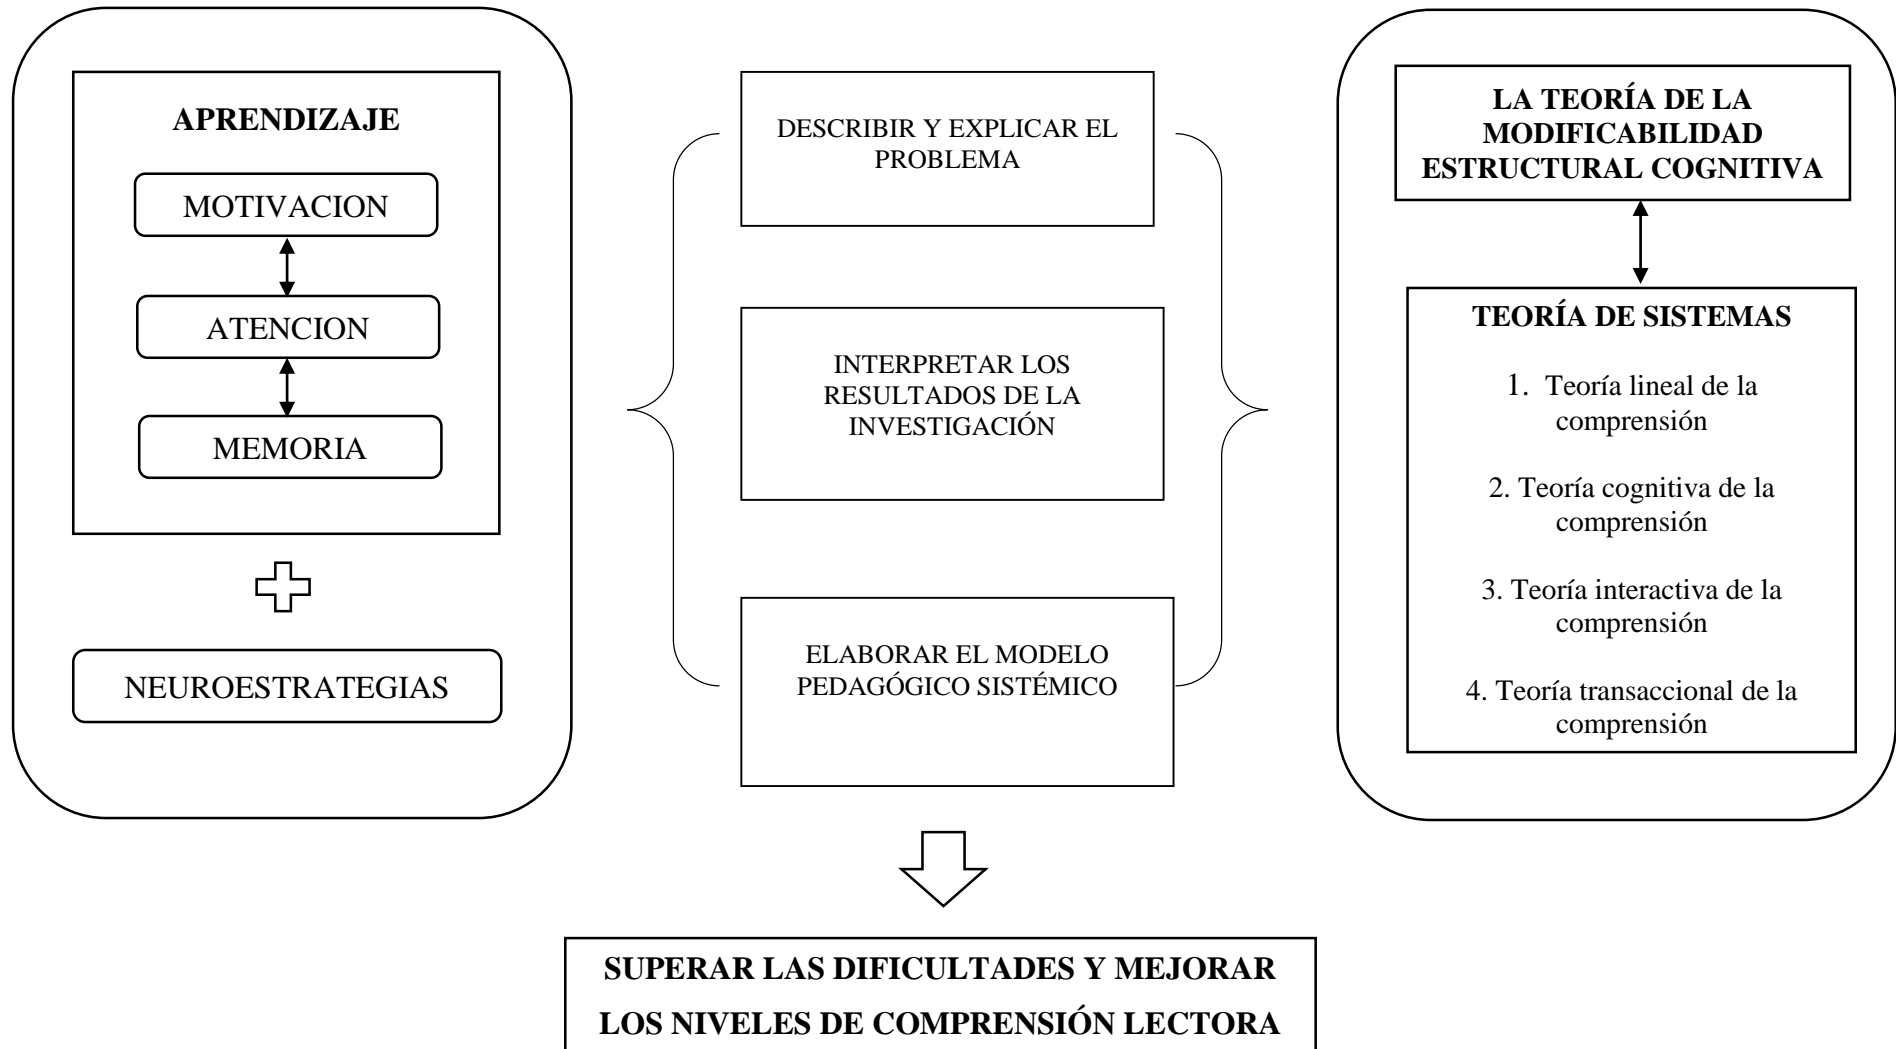 APRENDIZAJE
MOTIVACION
ATENCION
MEMORIA
NEUROESTRATEGIAS
DESCRIBIR Y EXPLICAR EL
PROBLEMA
INTERPRETAR LOS
RESULTADOS DE LA
INVESTIGACIÓN
ELABORAR EL MODELO
PEDAGÓGICO SISTÉMICO
LA TEORÍA DE LA
MODIFICABILIDAD
ESTRUCTURAL COGNITIVA
TEORÍA DE SISTEMAS
1. Teoría lineal de la
comprensión
2. Teoría cognitiva de la
comprensión
3. Teoría interactiva de la
comprensión
4. Teoría transaccional de la
comprensión
SUPERAR LAS DIFICULTADES Y MEJORAR
LOS NIVELES DE COMPRENSIÓN LECTORA